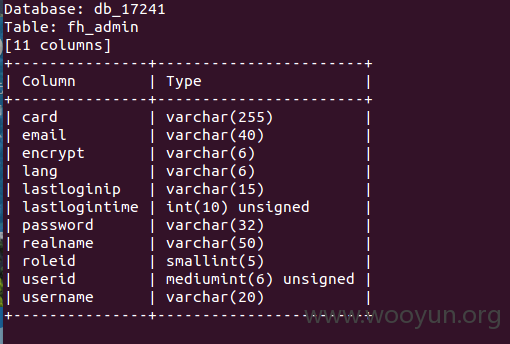 Database: db_17241
Table: fh_admin
[11 columns]
+---------------+-----------------------+
| Column        | Type                  |
+---------------+-----------------------+
| card          | varchar(255)          |
| email         | varchar(40)           |
| encrypt       | varchar(6)            |
| lang          | varchar(6)            |
| lastloginip   | varchar(15)           |
| lastlogintime | int(10) unsigned      |
| password      | varchar(32)           |
| realname      | varchar(50)           |
| roleid        | smallint(5)           |
| userid        | mediumint(6) unsigned |
| username      | varchar(20)           |
+---------------+-----------------------+
www.wooyun.org